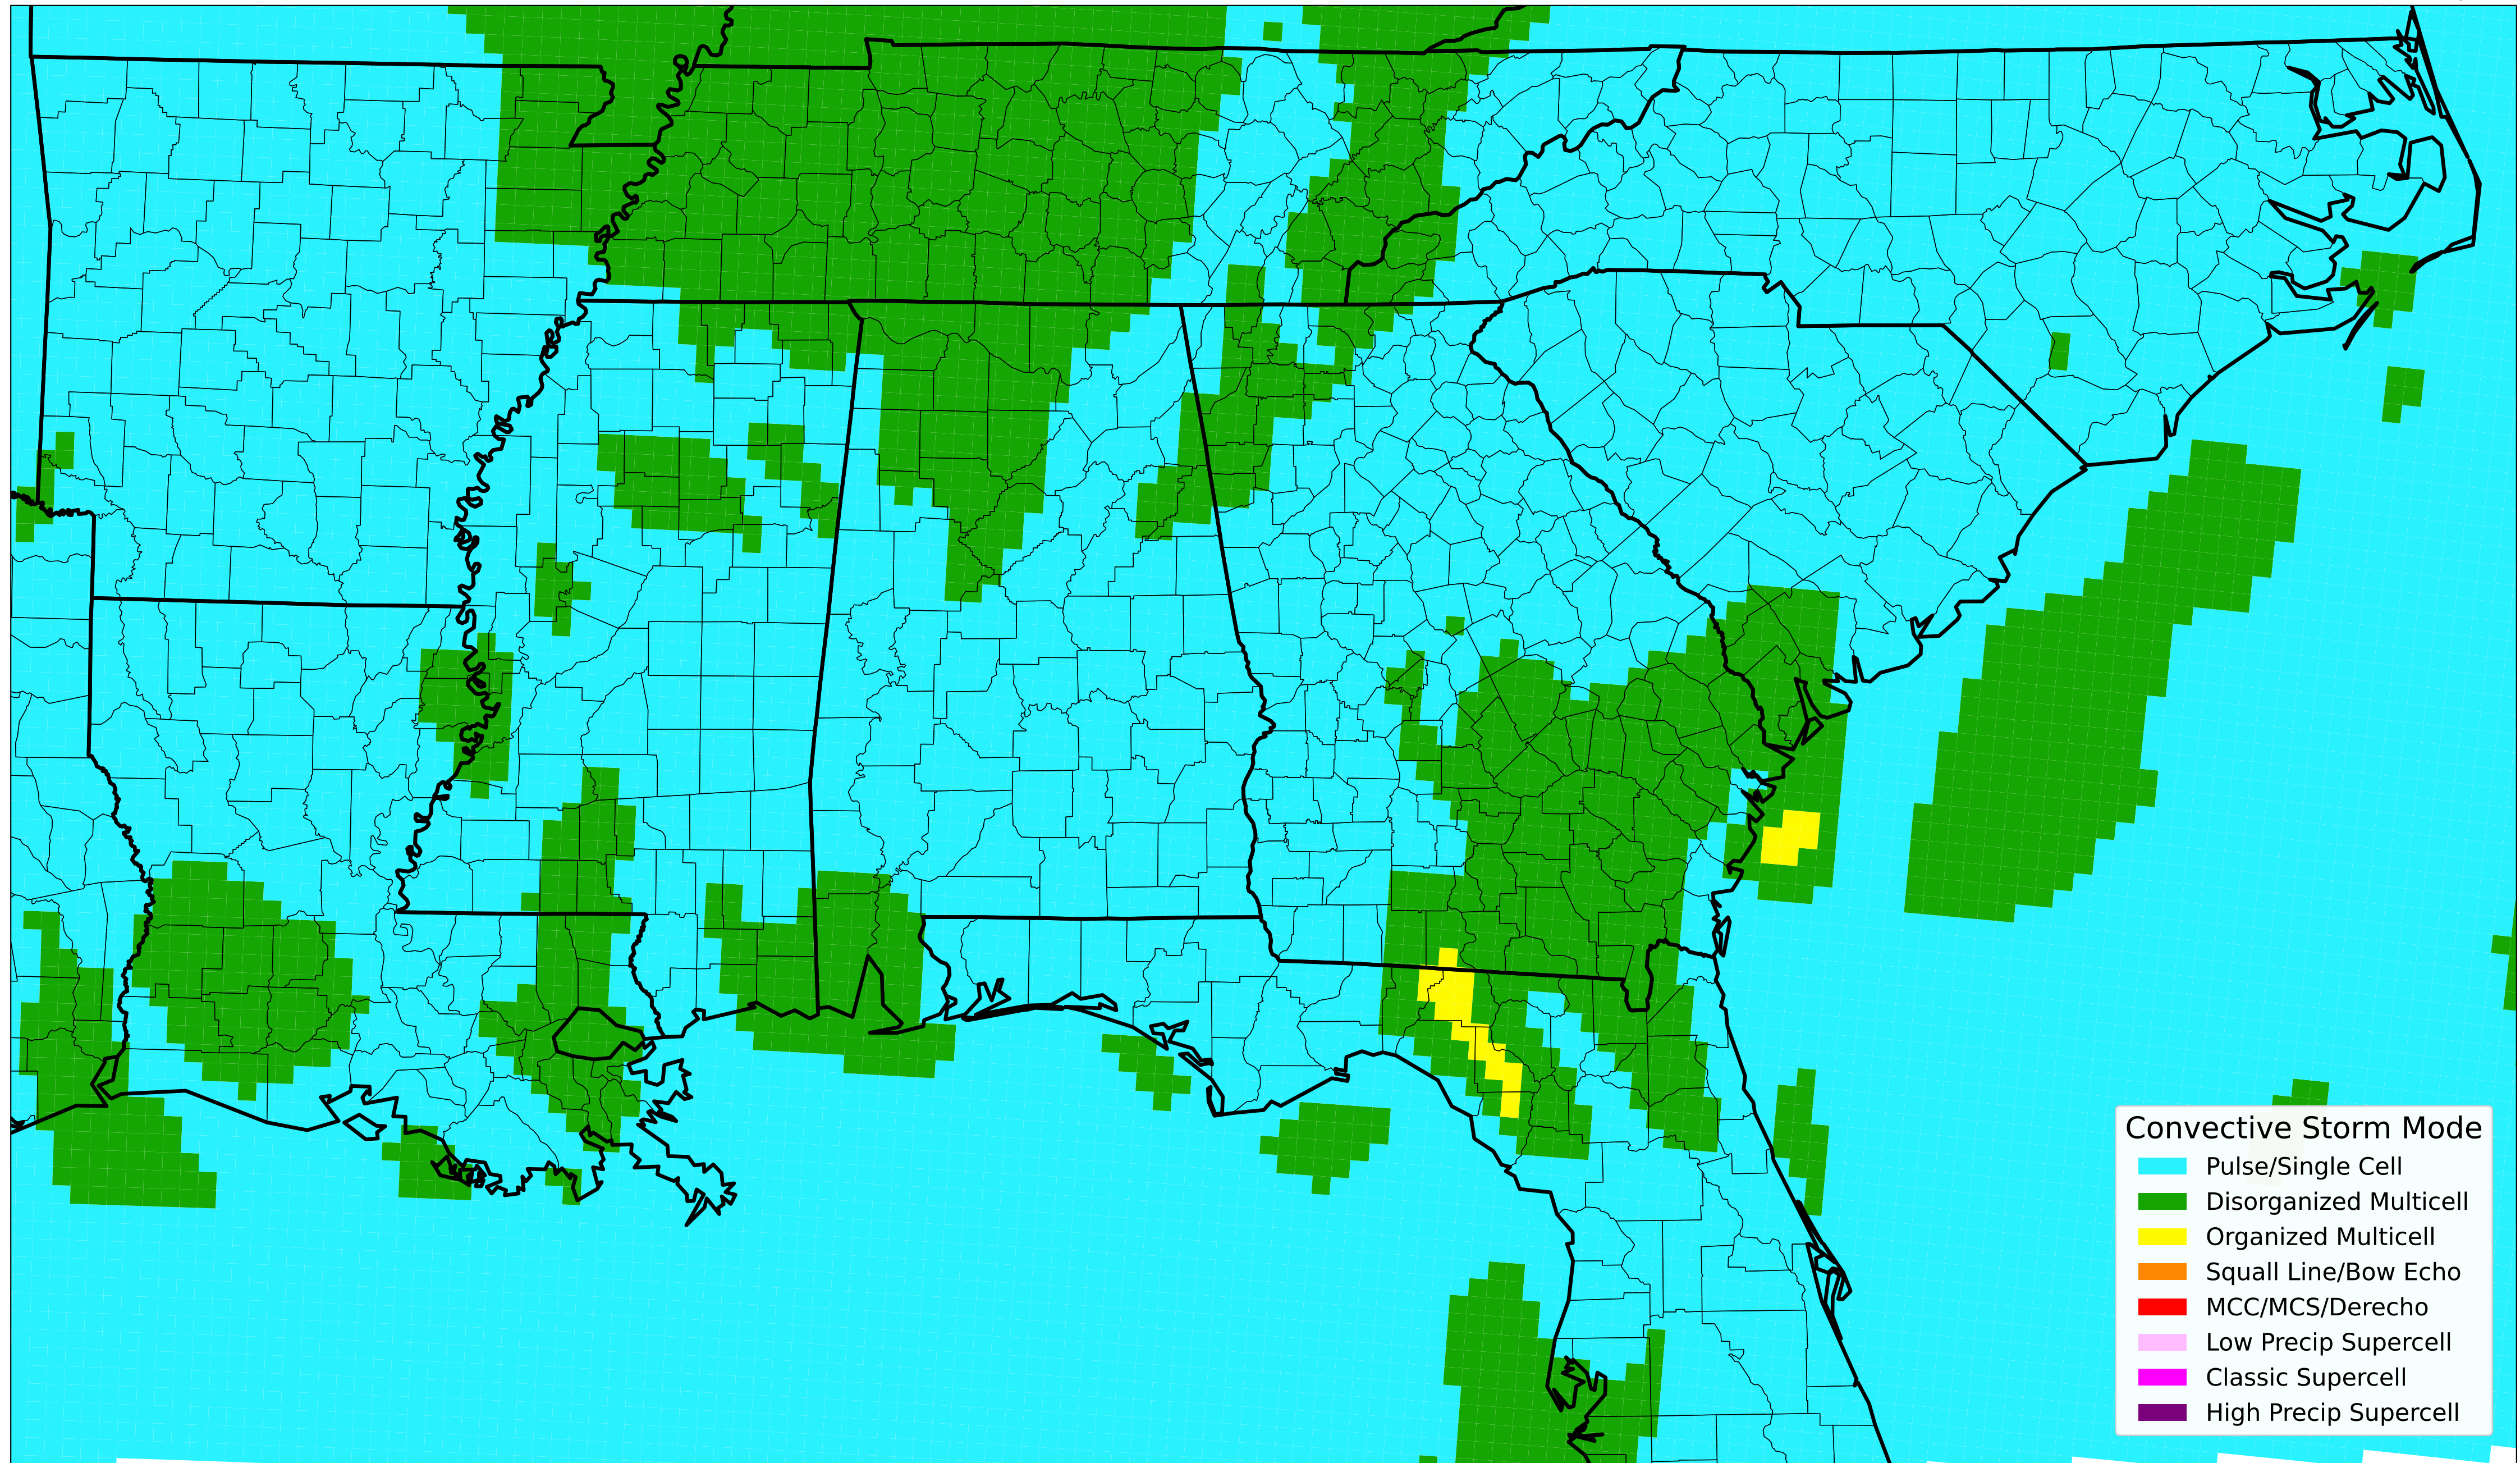 Convective Storm Mode
Pulse/Single Cell
Disorganized Multicell
Organized Multicell
Squall Line/Bow Echo
MCC/MCS/Derecho
Low Precip Supercell
Classic Supercell
High Precip Supercell